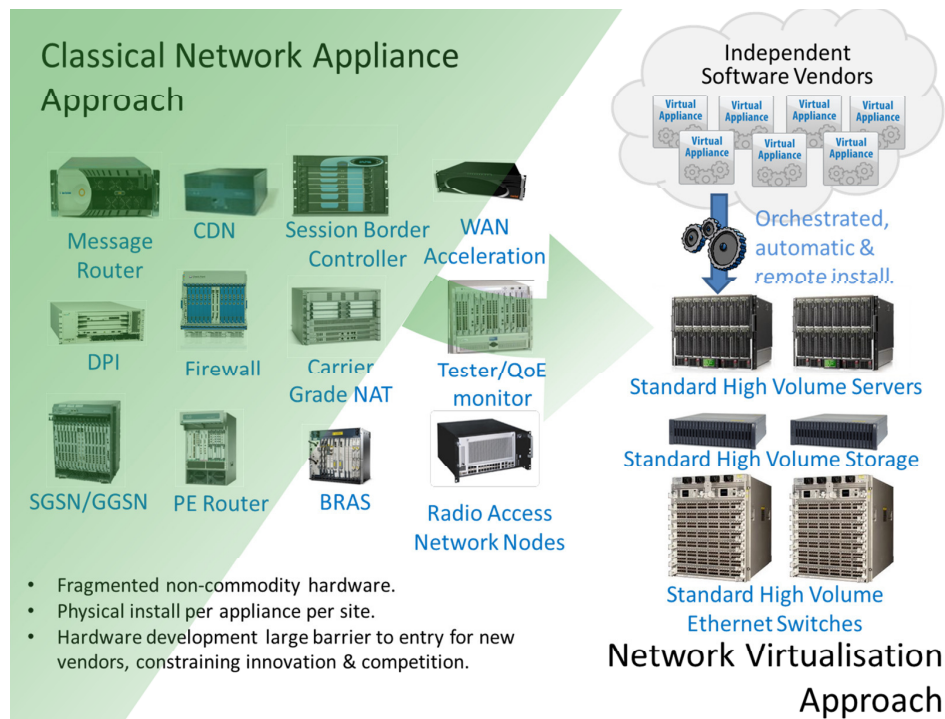 Classical Network Appliance
Approach
Message
Router
CDN
Session Border
Controller
WAN
Acceleration
DPI
Firewall
Carrier
Grade NAT
Tester/QoE
monitor
SGSN/GGSN
PE Router
BRAS
Radio Access
Network Nodes
• Fragmented non-commodity hardware.
• Physical install per appliance per site.
• Hardware development large barrier to entry for new
vendors, constraining innovation & competition.
Independent
Software Vendors
Virtual
Appliance
Virtual
Appliance
Virtual
Appliance
Virtual
Appliance
Virtual
Appliance
Virtual
Appliance
Virtual
Appliance
Orchestrated,
automatic &
remote install.
Standard High Volume Servers
Standard High Volume Storage
Standard High Volume
Ethernet Switches
Network Virtualisation
Approach